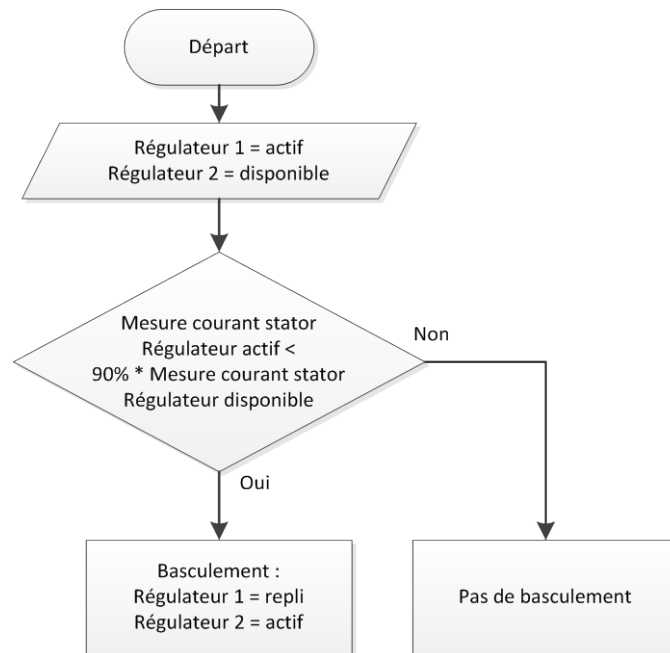 Départ
Régulateur 1 = actif
Régulateur 2 = disponible
Mesure courant stator
Régulateur actif <
90% * Mesure courant stator
Régulateur disponible
Non
Oui
Basculement :
Régulateur 1 = repli
Régulateur 2 = actif
Pas de basculement